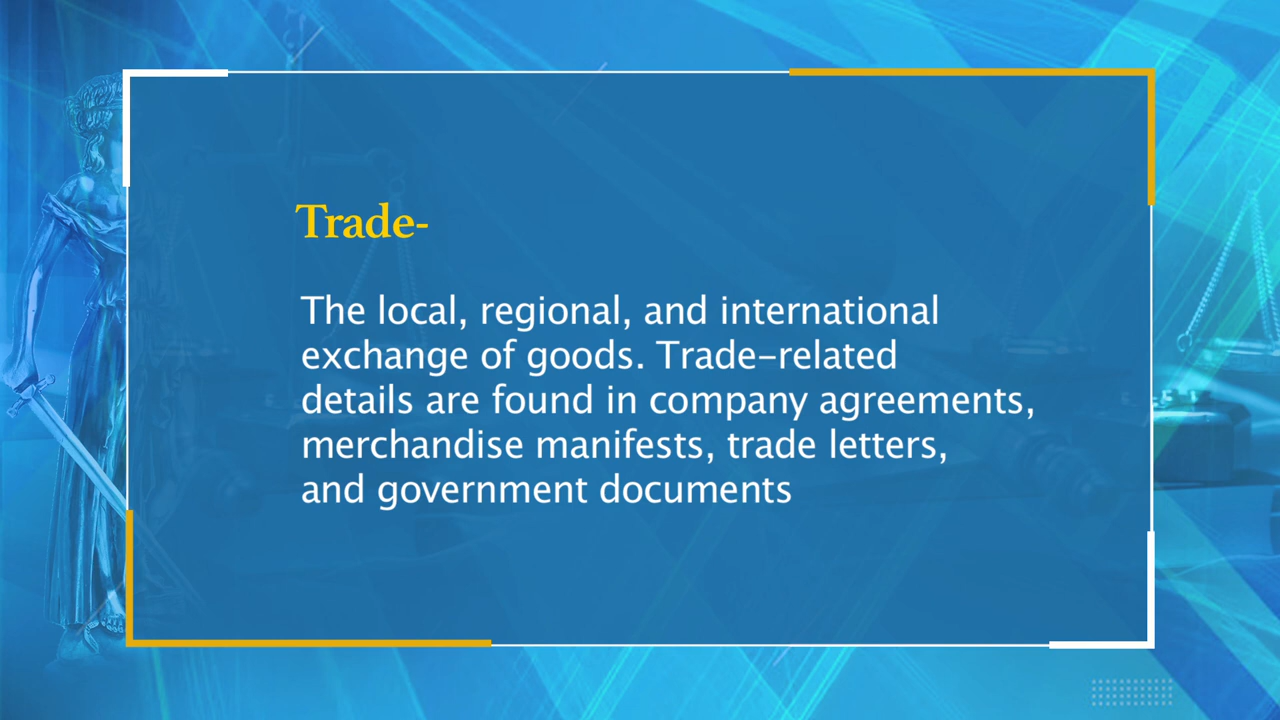 Trade-
The local, regional, and international
exchange of goods. Trade–related
details are found in company agreements,
merchandise manifests, trade letters,
and government documents